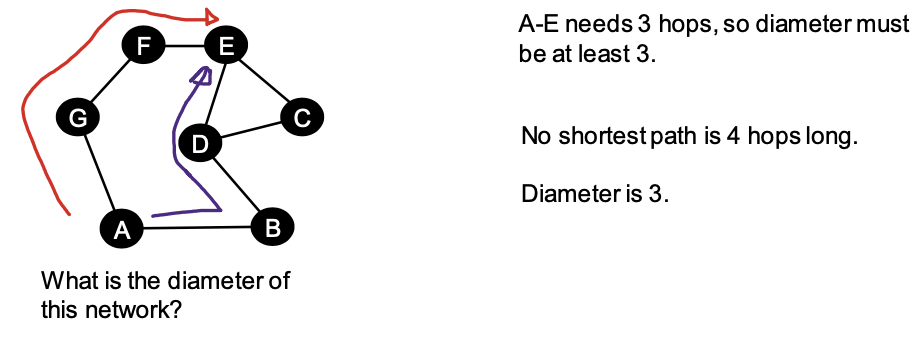 A-E needs 3 hops, so diameter must
be at least 3.
F
E
G
C
D
No shortest path is 4 hops long.
Diameter is 3.
A
B
What is the diameter of
this network?